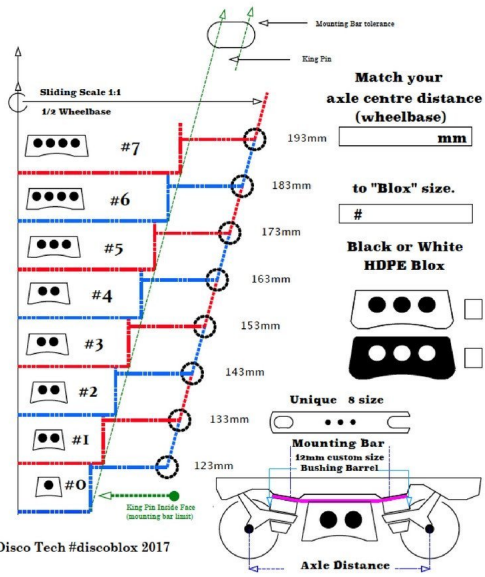 Mounting Bar tolerance
King Pin
Sliding Scale 1:1
1/2 Wheelbase
Match your
axle centre distance
(wheelbase)
mm
to "Blox" size.
#
Black or White
HDPE Blox
#7
193mm
#6
183mm
#5
173mm
#4
163mm
#3
153mm
#2
143mm
#1
133mm
#0
123mm
King Pin Inside Face
(mounting bar limit)
Unique 8 size
Mounting Bar
12mm custom size
Bushing Barrel
Axle Distance
Disco Tech #discoblox 2017